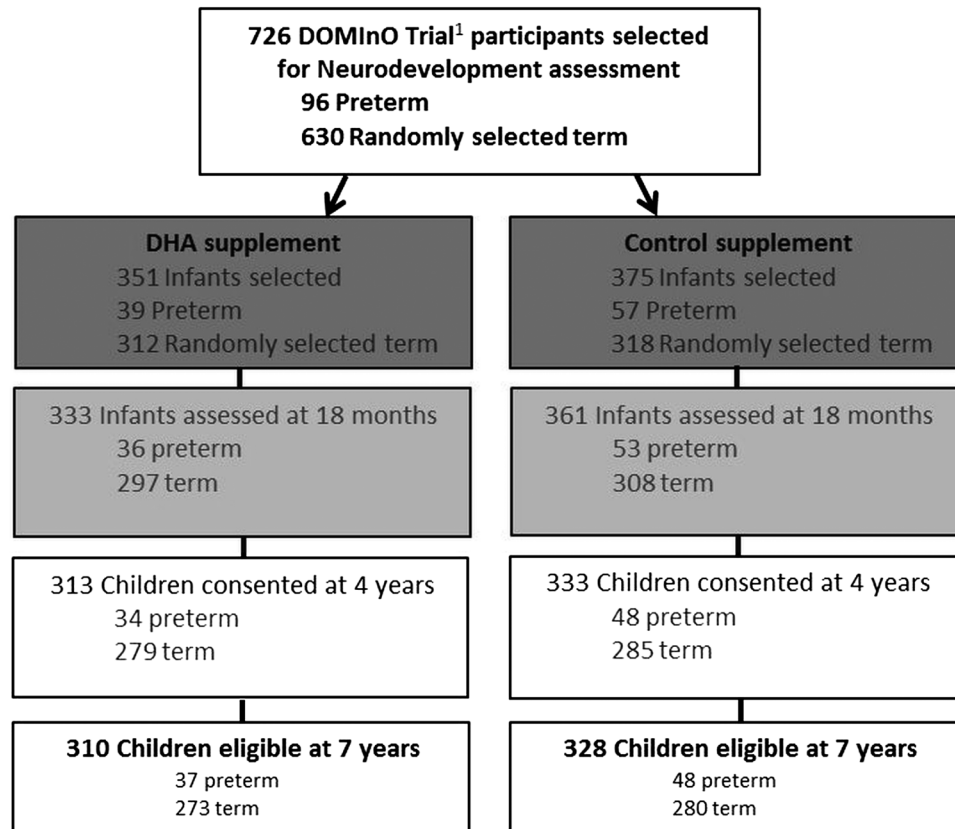 726 DOMInO Trial¹ participants selected
for Neurodevelopment assessment
96 Preterm
630 Randomly selected term
DHA supplement
351 Infants selected
39 Preterm
312 Randomly selected term
333 Infants assessed at 18 months
36 preterm
297 term
313 Children consented at 4 years
34 preterm
279 term
310 Children eligible at 7 years
37 preterm
273 term
Control supplement
375 Infants selected
57 Preterm
318 Randomly selected term
361 Infants assessed at 18 months
53 preterm
308 term
333 Children consented at 4 years
48 preterm
285 term
328 Children eligible at 7 years
48 preterm
280 term